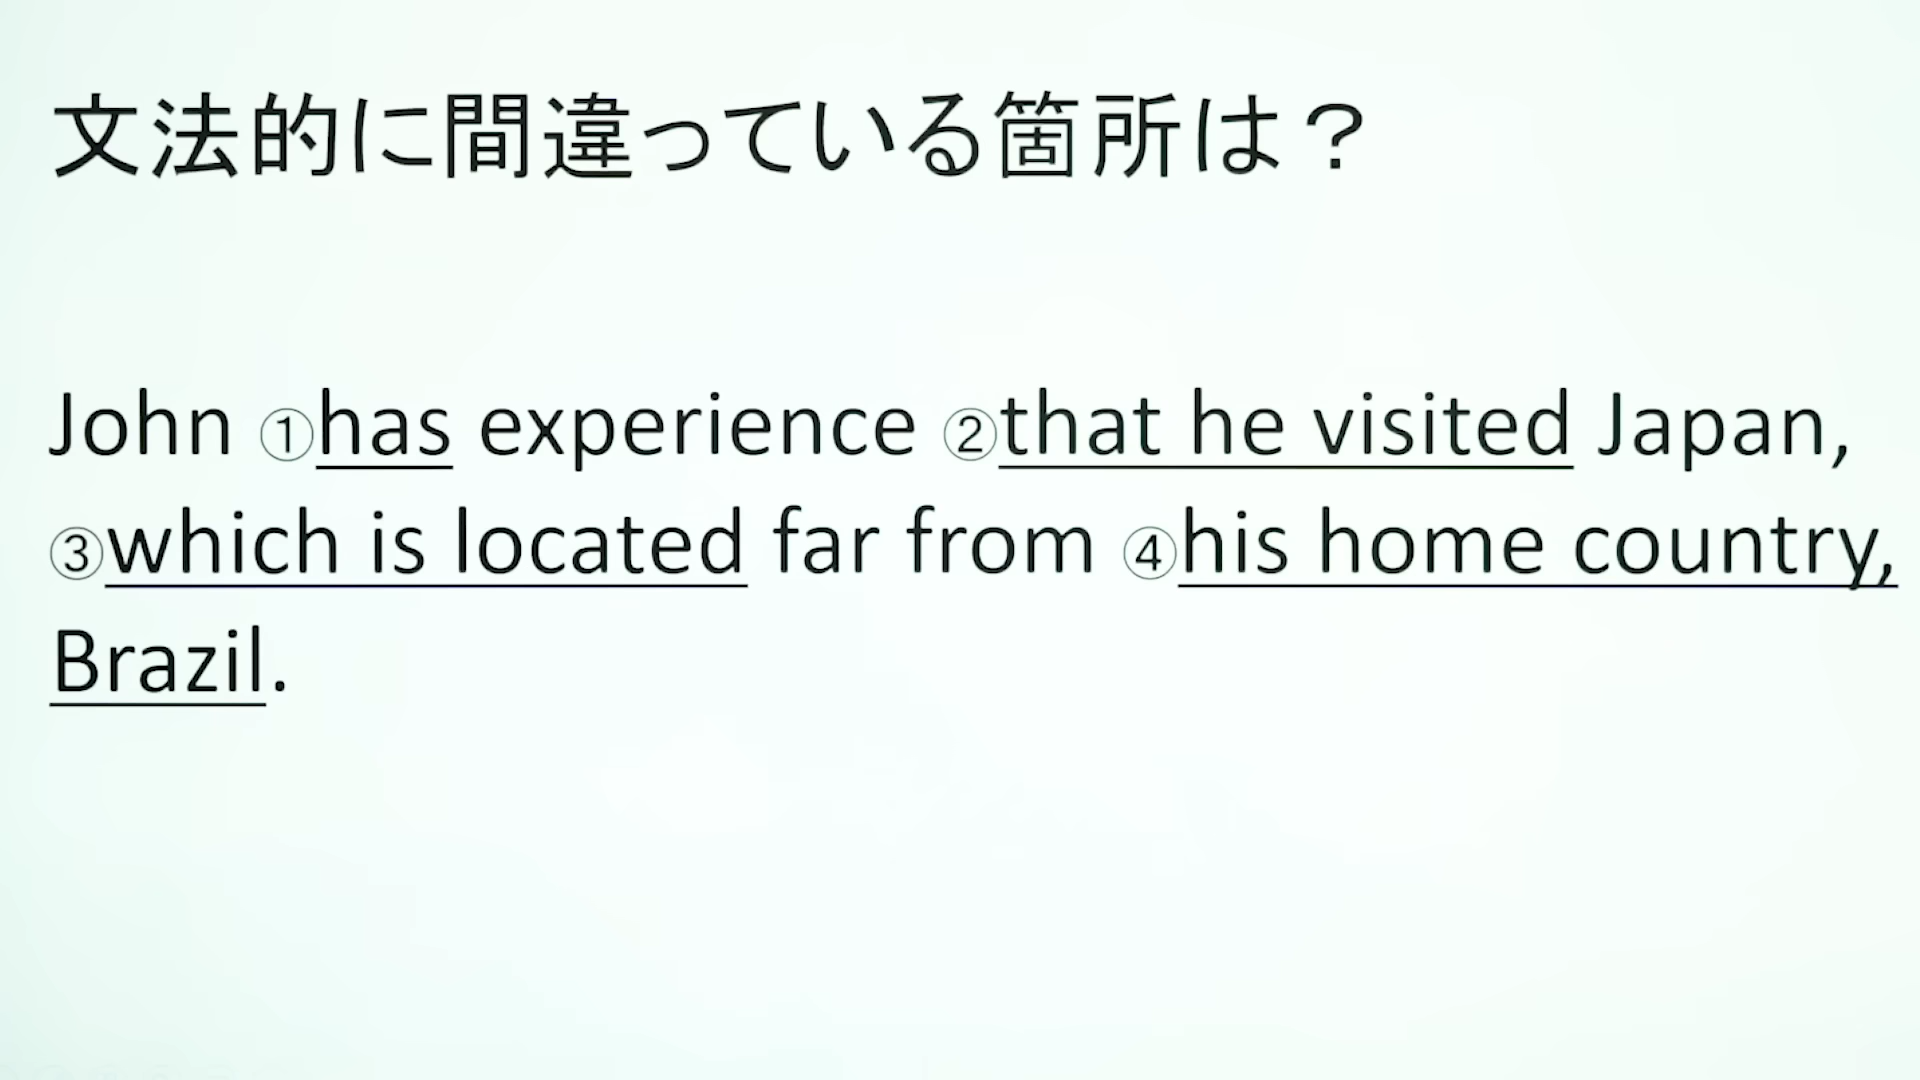 文法的に間違っている箇所は？
John ①has experience ②that he visited Japan,
③which is located far from ④his home country,
Brazil.